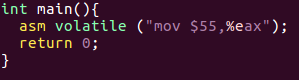 int main(){
  asm volatile ("mov $55,%eax");
  return 0;
}